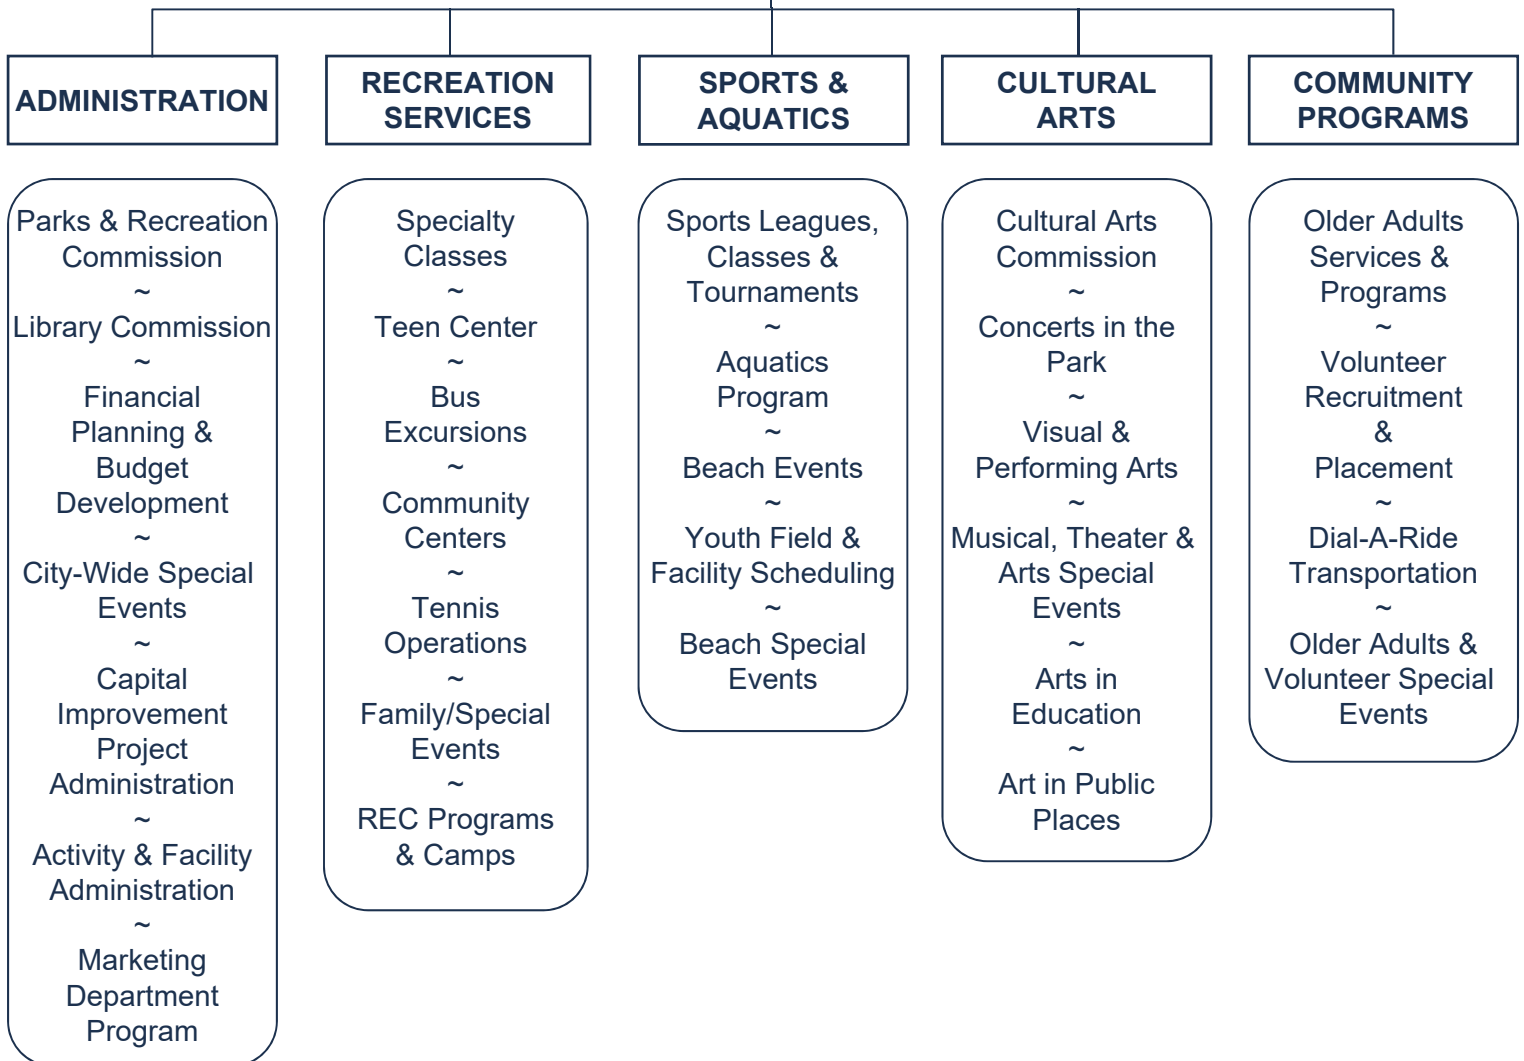 ADMINISTRATION
RECREATION
SERVICES
SPORTS &
AQUATICS
CULTURAL
ARTS
COMMUNITY
PROGRAMS
Parks & Recreation
Commission
~
Library Commission
~
Financial
Planning &
Budget
Development
~
City-Wide Special
Events
~
Capital
Improvement
Project
Administration
~
Activity & Facility
Administration
~
Marketing
Department
Program
Specialty
Classes
~
Teen Center
~
Bus
Excursions
~
Community
Centers
~
Tennis
Operations
~
Family/Special
Events
~
REC Programs
& Camps
Sports Leagues,
Classes &
Tournaments
~
Aquatics
Program
~
Beach Events
~
Youth Field &
Facility Scheduling
~
Beach Special
Events
Cultural Arts
Commission
~
Concerts in the
Park
~
Visual &
Performing Arts
~
Musical, Theater &
Arts Special
Events
~
Arts in
Education
~
Art in Public
Places
Older Adults
Services &
Programs
~
Volunteer
Recruitment
&
Placement
~
Dial-A-Ride
Transportation
~
Older Adults &
Volunteer Special
Events